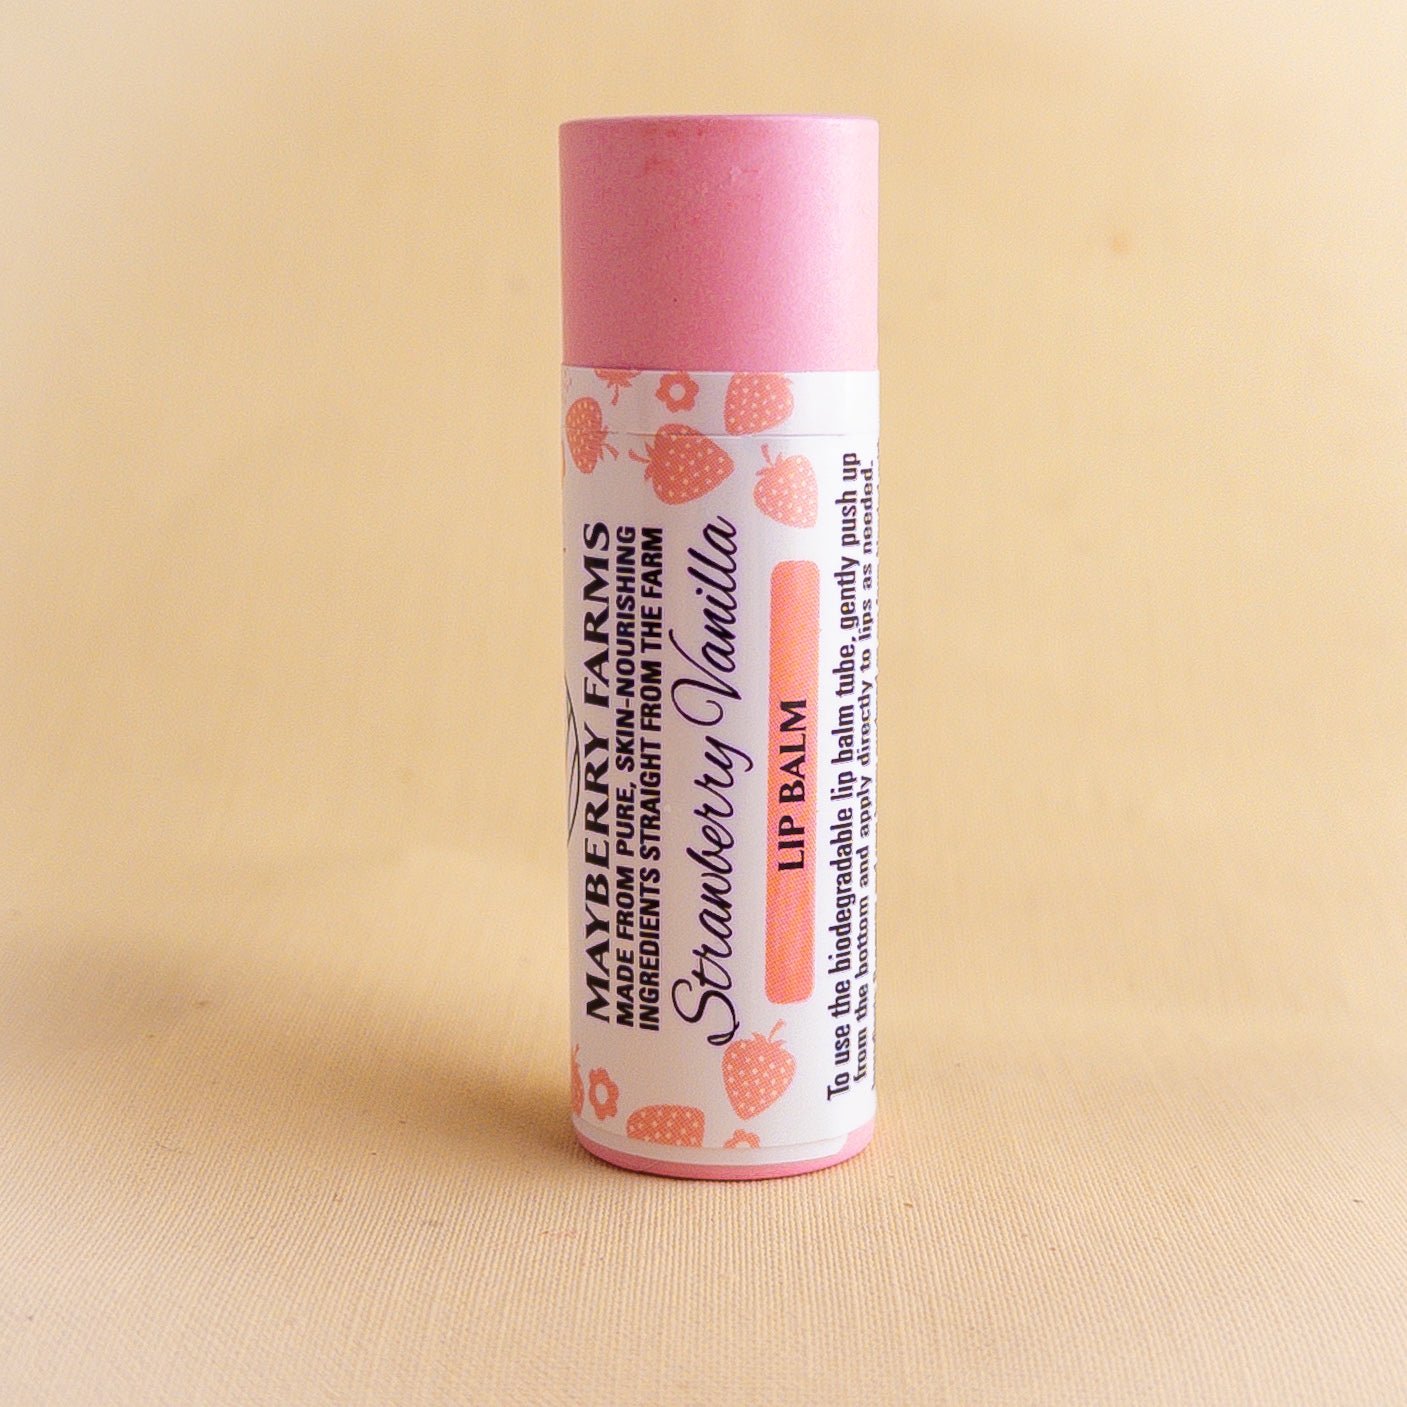 MAYBERRY FARMS
MADE FROM PURE, SKIN-NOURISHING
INGREDIENTS STRAIGHT FROM THE FARM
Strawberry Vanilla
LIP BALM
To use the biodegradable lip balm tube, gently push up
from the bottom and apply directly to lips as needed.